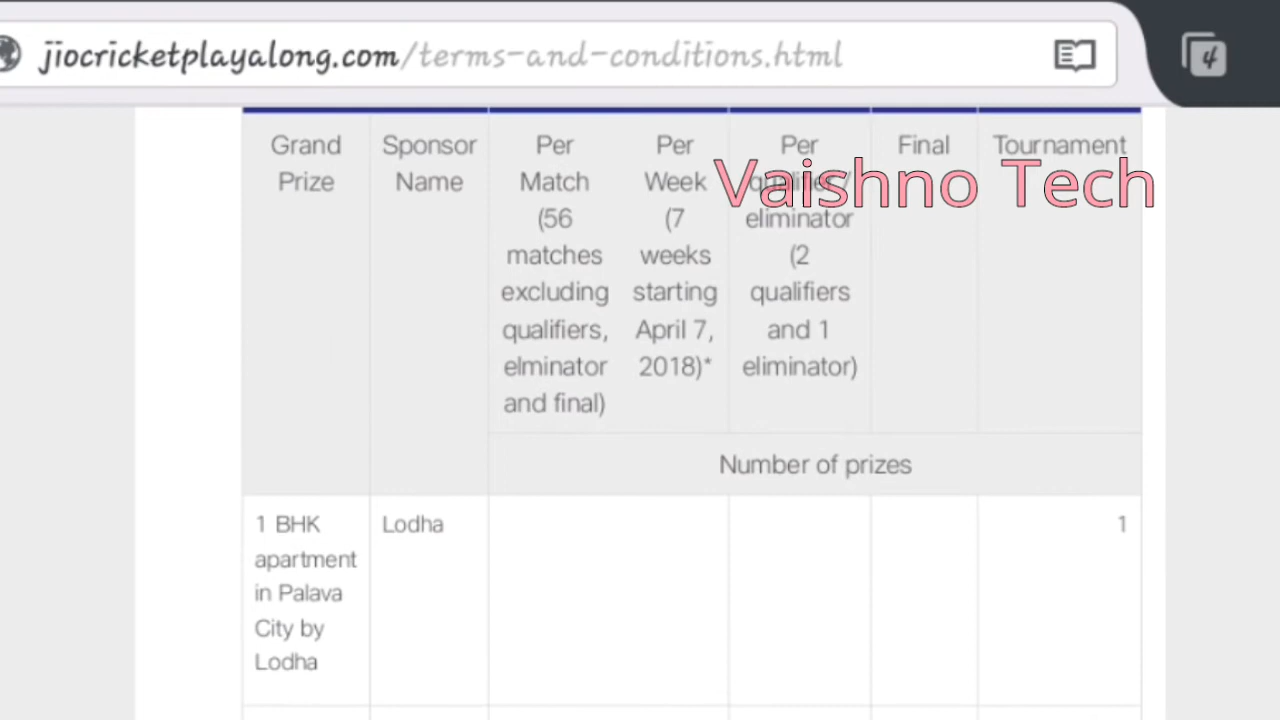 jiocricketplayalong.com/terms-and-conditions.html
4
Grand Prize
Sponsor Name
Per Match (56 matches excluding qualifiers, elminator and final)
Per Week (7 weeks starting April 7, 2018)*
Per qualifier/ eliminator (2 qualifiers and 1 eliminator)
Final
Tournament
Vaishno Tech
Number of prizes
1 BHK apartment in Palava City by Lodha
Lodha
1